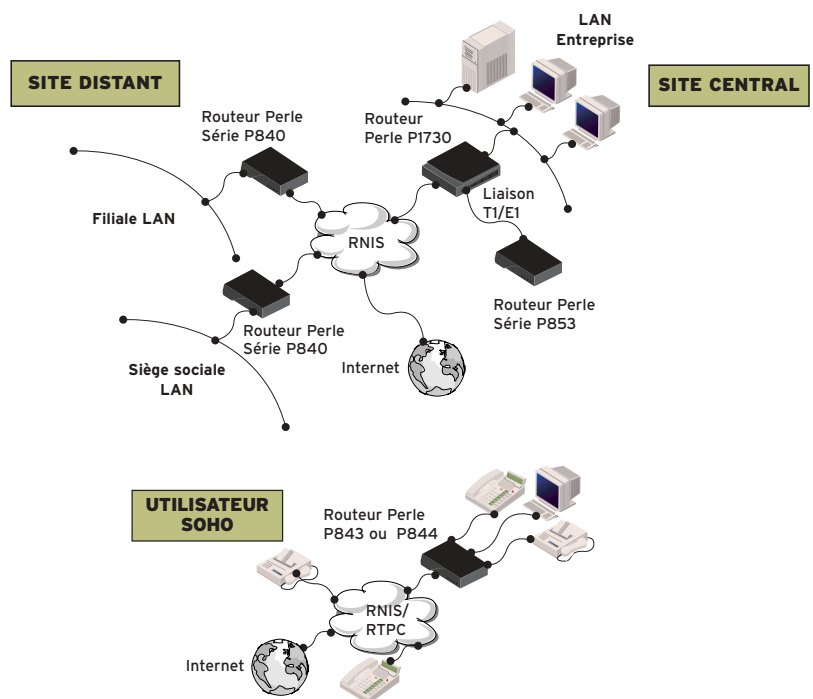 LAN
Entreprise
SITE DISTANT
SITE CENTRAL
Routeur Perle
Série P840
Routeur
Perle P1730
Liaison
T1/E1
Filiale LAN
RNIS
Routeur Perle
Série P853
Routeur Perle
Série P840
Internet
Siège sociale
LAN
UTILISATEUR
SOHO
Routeur Perle
P843 ou P844
RNIS/
RTPC
Internet